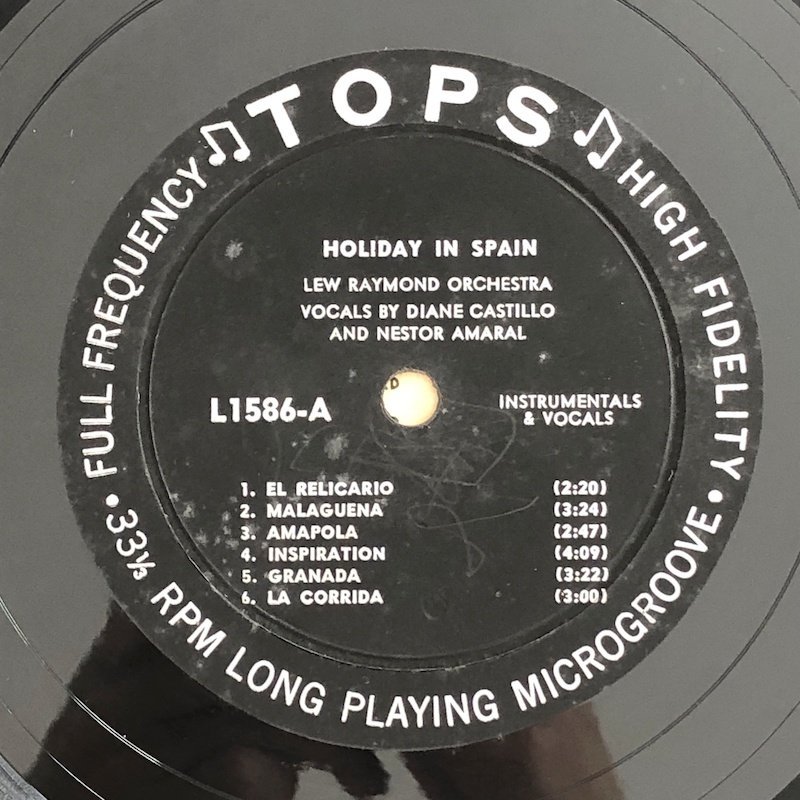 TOPS
FULL FREQUENCY
HIGH FIDELITY
HOLIDAY IN SPAIN
LEW RAYMOND ORCHESTRA
VOCALS BY DIANE CASTILLO
AND NESTOR AMARAL
L1586-A
INSTRUMENTALS
& VOCALS
1. EL RELICARIO (2:20)
2. MALAGUENA (3:24)
3. AMAPOLA (2:47)
4. INSPIRATION (4:09)
5. GRANADA (3:22)
6. LA CORRIDA (3:00)
• 33⅓ RPM LONG PLAYING MICROGROOVE •